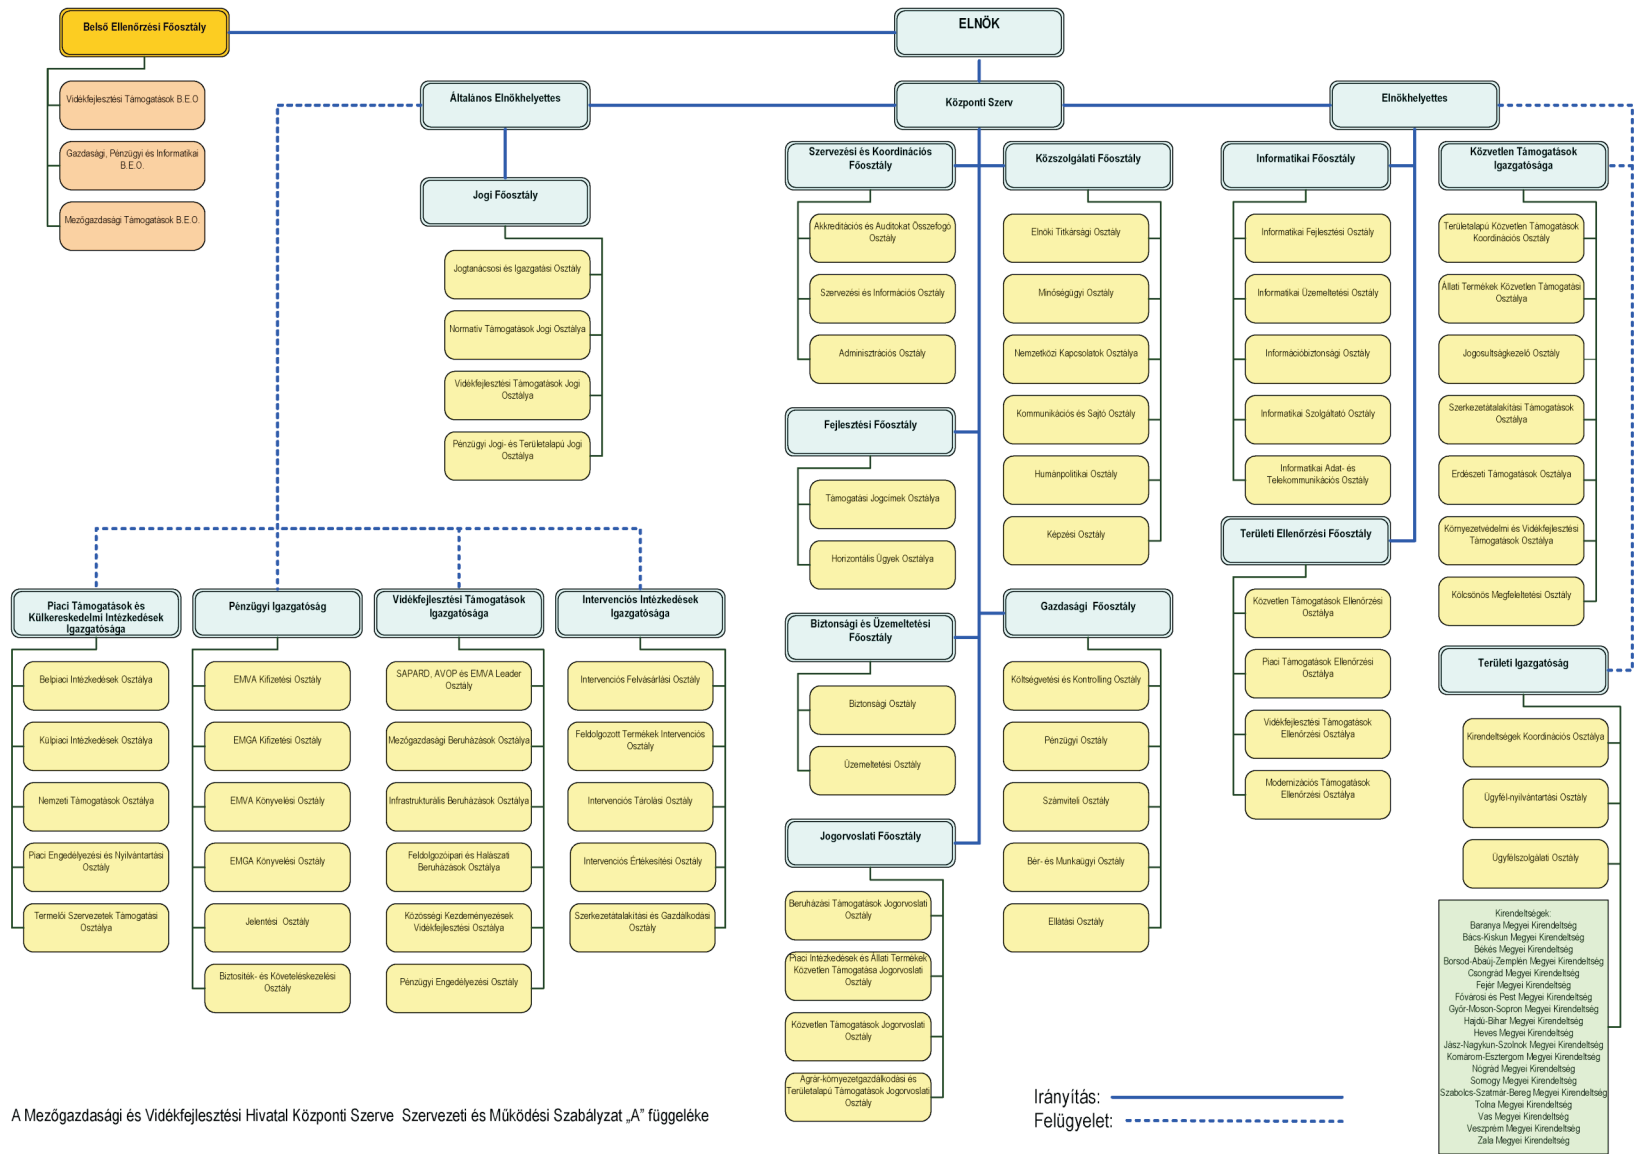 Belső Ellenőrzési Főosztály
ELNÖK
Vidékfejlesztési Támogatások B.E.O
Gazdasági, Pénzügyi és Informatikai
B.E.O.
Mezőgazdasági Támogatások B.E.O.
Általános Elnökhelyettes
Központi Szerv
Elnökhelyettes
Jogi Főosztály
Jogtanácsosi és Igazgatási Osztály
Normatív Támogatások Jogi Osztálya
Vidékfejlesztési Támogatások Jogi
Osztálya
Pénzügyi Jogi- és Területalapú Jogi
Osztálya
Szervezési és Koordinációs
Főosztály
Akkreditációs és Auditokat Összefogó
Osztály
Szervezési és Információs Osztály
Adminisztrációs Osztály
Fejlesztési Főosztály
Támogatási Jogcímek Osztálya
Horizontális Ügyek Osztálya
Biztonsági és Üzemeltetési
Főosztály
Biztonsági Osztály
Üzemeltetési Osztály
Jogorvoslati Főosztály
Beruházási Támogatások Jogorvoslati
Osztály
Piaci Intézkedések és Állati Termékek
Közvetlen Támogatása Jogorvoslati
Osztály
Közvetlen Támogatások Jogorvoslati
Osztály
Agrár-környezetgazdálkodási és
Területalapú Támogatások Jogorvoslati
Osztály
Közszolgálati Főosztály
Elnöki Titkársági Osztály
Minőségügyi Osztály
Nemzetközi Kapcsolatok Osztálya
Kommunikációs és Sajtó Osztály
Humánpolitikai Osztály
Képzési Osztály
Gazdasági Főosztály
Költségvetési és Kontrolling Osztály
Pénzügyi Osztály
Számviteli Osztály
Bér- és Munkaügyi Osztály
Ellátási Osztály
Informatikai Főosztály
Informatikai Fejlesztési Osztály
Informatikai Üzemeltetési Osztály
Információbiztonsági Osztály
Informatikai Szolgáltató Osztály
Informatikai Adat- és
Telekommunikációs Osztály
Területi Ellenőrzési Főosztály
Közvetlen Támogatások Ellenőrzési
Osztálya
Piaci Támogatások Ellenőrzési
Osztálya
Vidékfejlesztési Támogatások
Ellenőrzési Osztálya
Modernizációs Támogatások
Ellenőrzési Osztálya
Közvetlen Támogatások
Igazgatósága
Területalapú Közvetlen Támogatások
Koordinációs Osztály
Állati Termékek Közvetlen Támogatási
Osztálya
Jogosultságkezelő Osztály
Szerkezetátalakítási Támogatások
Osztálya
Erdészeti Támogatások Osztálya
Környezetvédelmi és Vidékfejlesztési
Támogatások Osztálya
Kölcsönös Megfeleltetési Osztály
Területi Igazgatóság
Kirendeltségek Koordinációs Osztálya
Ügyfél-nyilvántartási Osztály
Ügyfélszolgálati Osztály
Kirendeltségek:
Baranya Megyei Kirendeltség
Bács-Kiskun Megyei Kirendeltség
Békés Megyei Kirendeltség
Borsod-Abaúj-Zemplén Megyei Kirendeltség
Csongrád Megyei Kirendeltség
Fejér Megyei Kirendeltség
Fővárosi és Pest Megyei Kirendeltség
Győr-Moson-Sopron Megyei Kirendeltség
Hajdú-Bihar Megyei Kirendeltség
Heves Megyei Kirendeltség
Jász-Nagykun-Szolnok Megyei Kirendeltség
Komárom-Esztergom Megyei Kirendeltség
Nógrád Megyei Kirendeltség
Somogy Megyei Kirendeltség
Szabolcs-Szatmár-Bereg Megyei Kirendeltség
Tolna Megyei Kirendeltség
Vas Megyei Kirendeltség
Veszprém Megyei Kirendeltség
Zala Megyei Kirendeltség
Piaci Támogatások és
Külkereskedelmi Intézkedések
Igazgatósága
Belpiaci Intézkedések Osztálya
Külpiaci Intézkedések Osztálya
Nemzeti Támogatások Osztálya
Piaci Engedélyezési és Nyilvántartási
Osztály
Termelői Szervezetek Támogatási
Osztálya
Pénzügyi Igazgatóság
EMVA Kifizetési Osztály
EMGA Kifizetési Osztály
EMVA Könyvelési Osztály
EMGA Könyvelési Osztály
Jelentési Osztály
Biztosíték- és Követeléskezelési
Osztály
Vidékfejlesztési Támogatások
Igazgatósága
SAPARD, AVOP és EMVA Leader
Osztály
Mezőgazdasági Beruházások Osztálya
Infrastrukturális Beruházások Osztálya
Feldolgozóipari és Halászati
Beruházások Osztálya
Közösségi Kezdeményezések
Vidékfejlesztési Osztálya
Pénzügyi Engedélyezési Osztály
Intervenciós Intézkedések
Igazgatósága
Intervenciós Felvásárlási Osztály
Feldolgozott Termékek Intervenciós
Osztály
Intervenciós Tárolási Osztály
Intervenciós Értékesítési Osztály
Szerkezetátalakítási és Gazdálkodási
Osztály
Irányítás:
Felügyelet:
A Mezőgazdasági és Vidékfejlesztési Hivatal Központi Szerve Szervezeti és Működési Szabályzat „A” függeléke